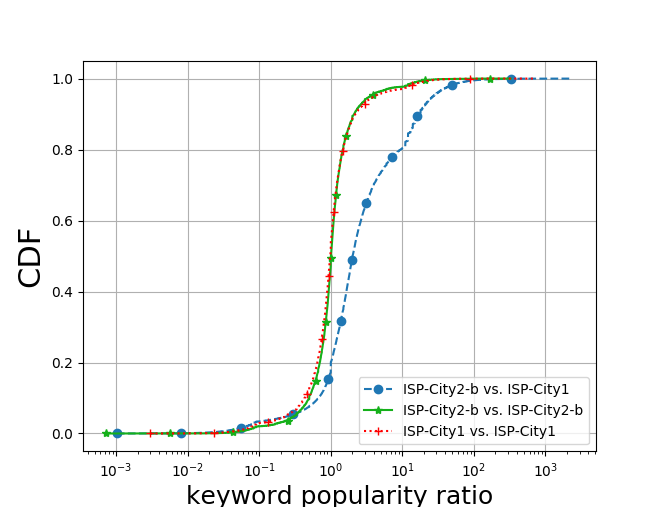 CDF
1.0
0.8
0.6
0.4
0.2
0.0
ISP-City2-b vs. ISP-City1
ISP-City2-b vs. ISP-City2-b
ISP-City1 vs. ISP-City1
10⁻³ 10⁻² 10⁻¹ 10⁰ 10¹ 10² 10³
keyword popularity ratio